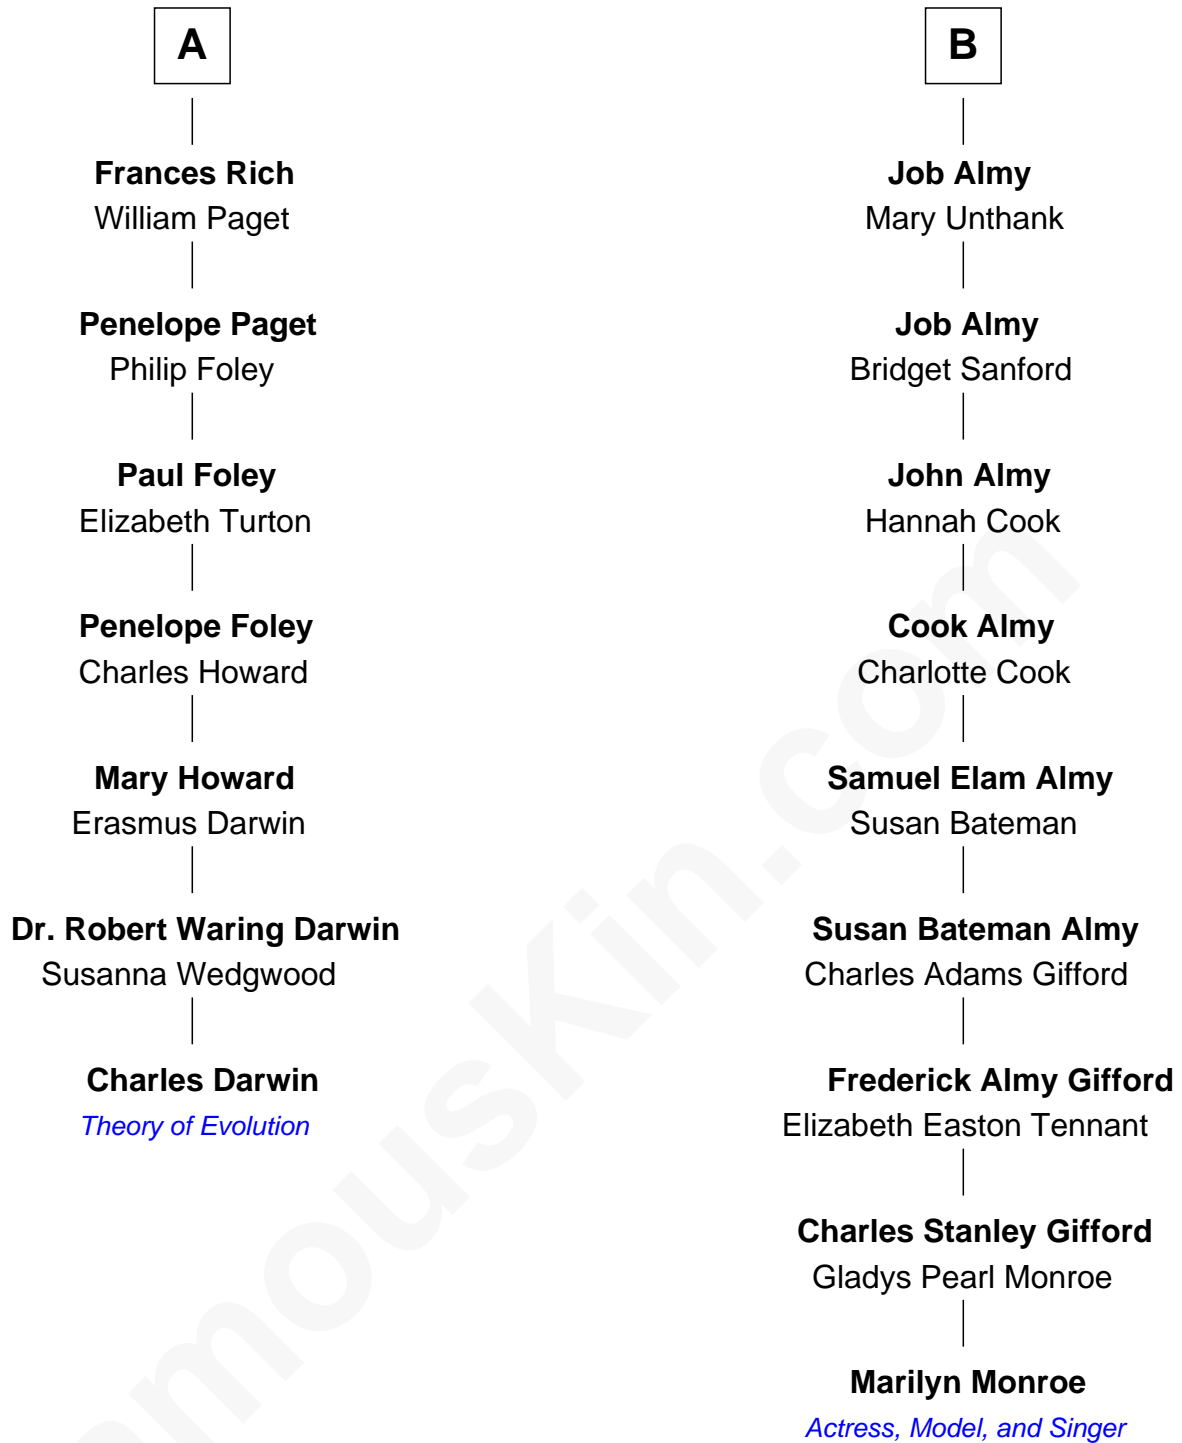 A
Frances Rich
William Paget
Penelope Paget
Philip Foley
Paul Foley
Elizabeth Turton
Penelope Foley
Charles Howard
Mary Howard
Erasmus Darwin
Dr. Robert Waring Darwin
Susanna Wedgwood
Charles Darwin
Theory of Evolution
B
Job Almy
Mary Unthank
Job Almy
Bridget Sanford
John Almy
Hannah Cook
Cook Almy
Charlotte Cook
Samuel Elam Almy
Susan Bateman
Susan Bateman Almy
Charles Adams Gifford
Frederick Almy Gifford
Elizabeth Easton Tennant
Charles Stanley Gifford
Gladys Pearl Monroe
Marilyn Monroe
Actress, Model, and Singer
amouskin.com